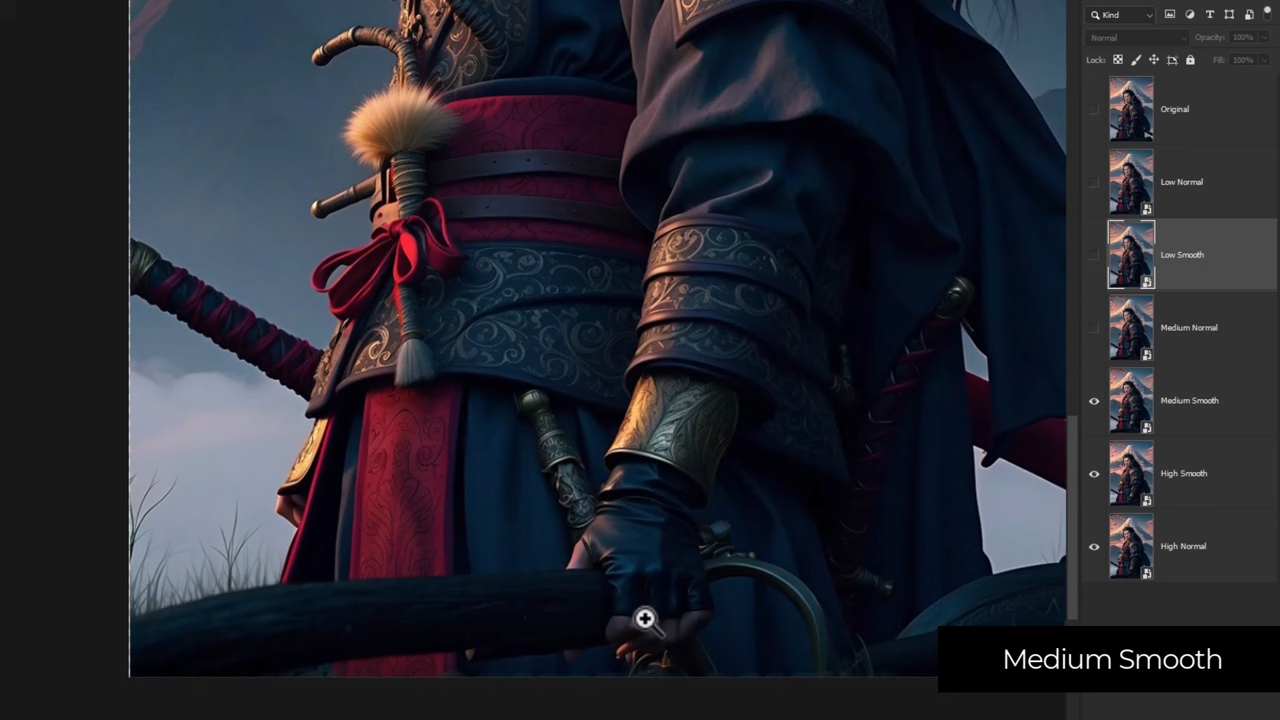 Kind
Normal Opacity: 100%
Lock: Fill: 100%
Original
Low Normal
Low Smooth
Medium Normal
Medium Smooth
High Smooth
High Normal
Medium Smooth